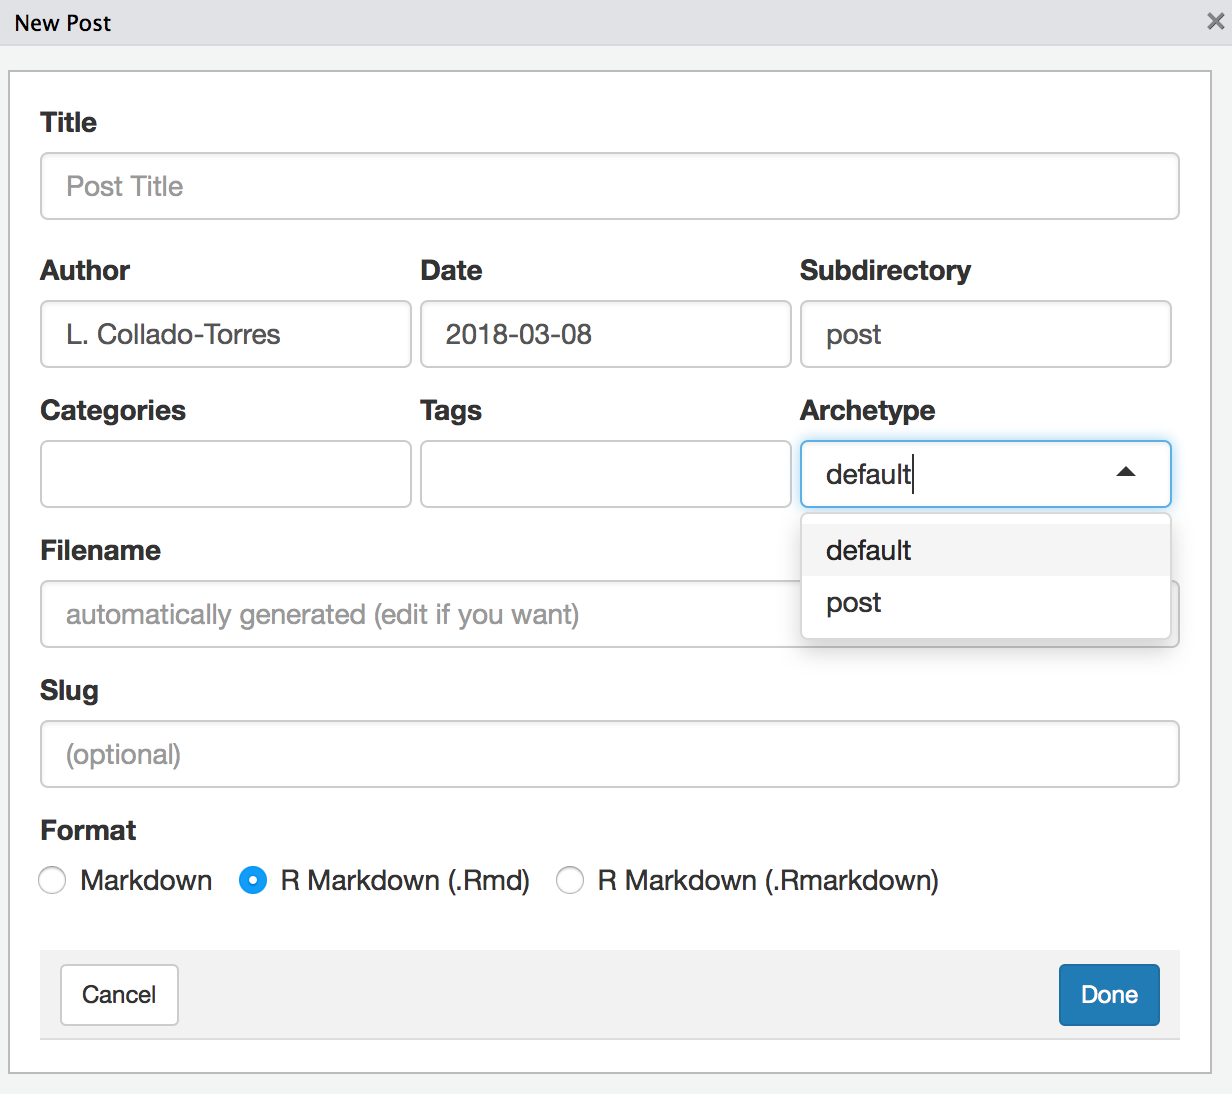 New Post
Title
Post Title
Author Date Subdirectory
L. Collado-Torres 2018-03-08 post
Categories Tags Archetype
default
default
post
Filename
automatically generated (edit if you want)
Slug
(optional)
Format
Markdown R Markdown (.Rmd) R Markdown (.Rmarkdown)
Cancel Done